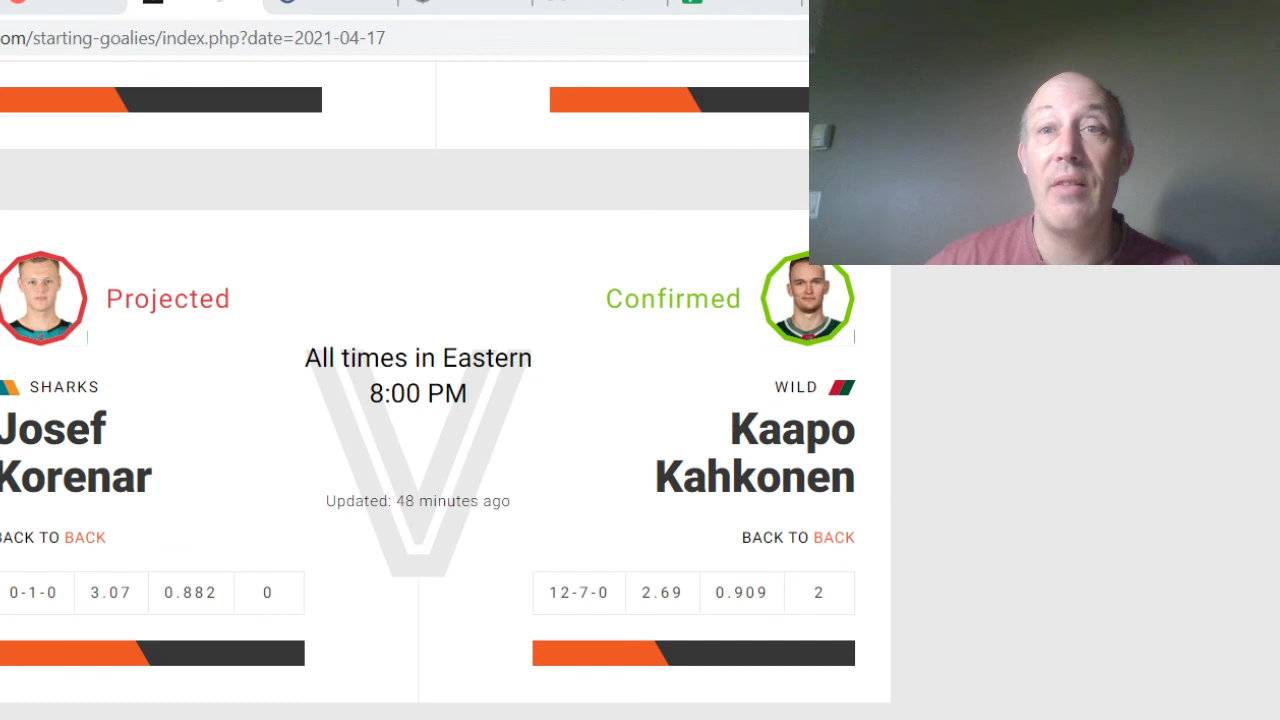 om/starting-goalies/index.php?date=2021-04-17
Projected
Confirmed
All times in Eastern
8:00 PM
SHARKS
WILD
Josef
Korenar
Kaapo
Kahkonen
Updated: 48 minutes ago
BACK TO BACK
BACK TO BACK
0-1-0 3.07 0.882 0
12-7-0 2.69 0.909 2